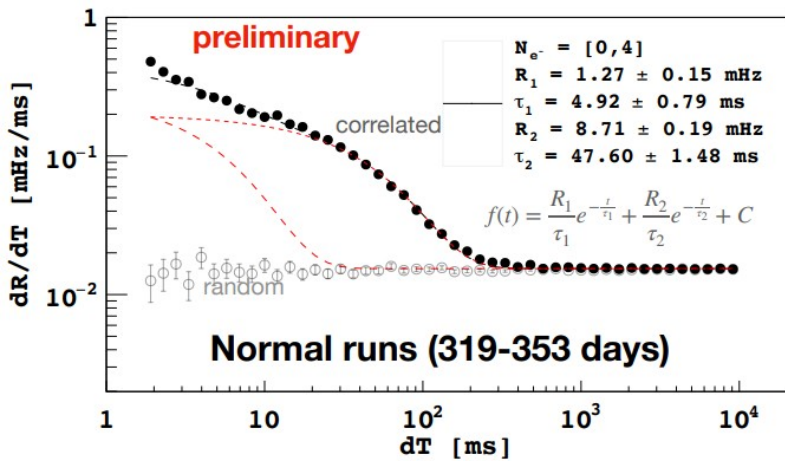 preliminary
N_e- = [0,4]
R_1 = 1.27 ± 0.15 mHz
τ_1 = 4.92 ± 0.79 ms
R_2 = 8.71 ± 0.19 mHz
τ_2 = 47.60 ± 1.48 ms
correlated
f(t) = R_1/τ_1 e^{-t/τ_1} + R_2/τ_2 e^{-t/τ_2} + C
random
Normal runs (319-353 days)
dR/dT [mHz/ms]
1
10^{-1}
10^{-2}
1 10 10^2 10^3 10^4
dT [ms]